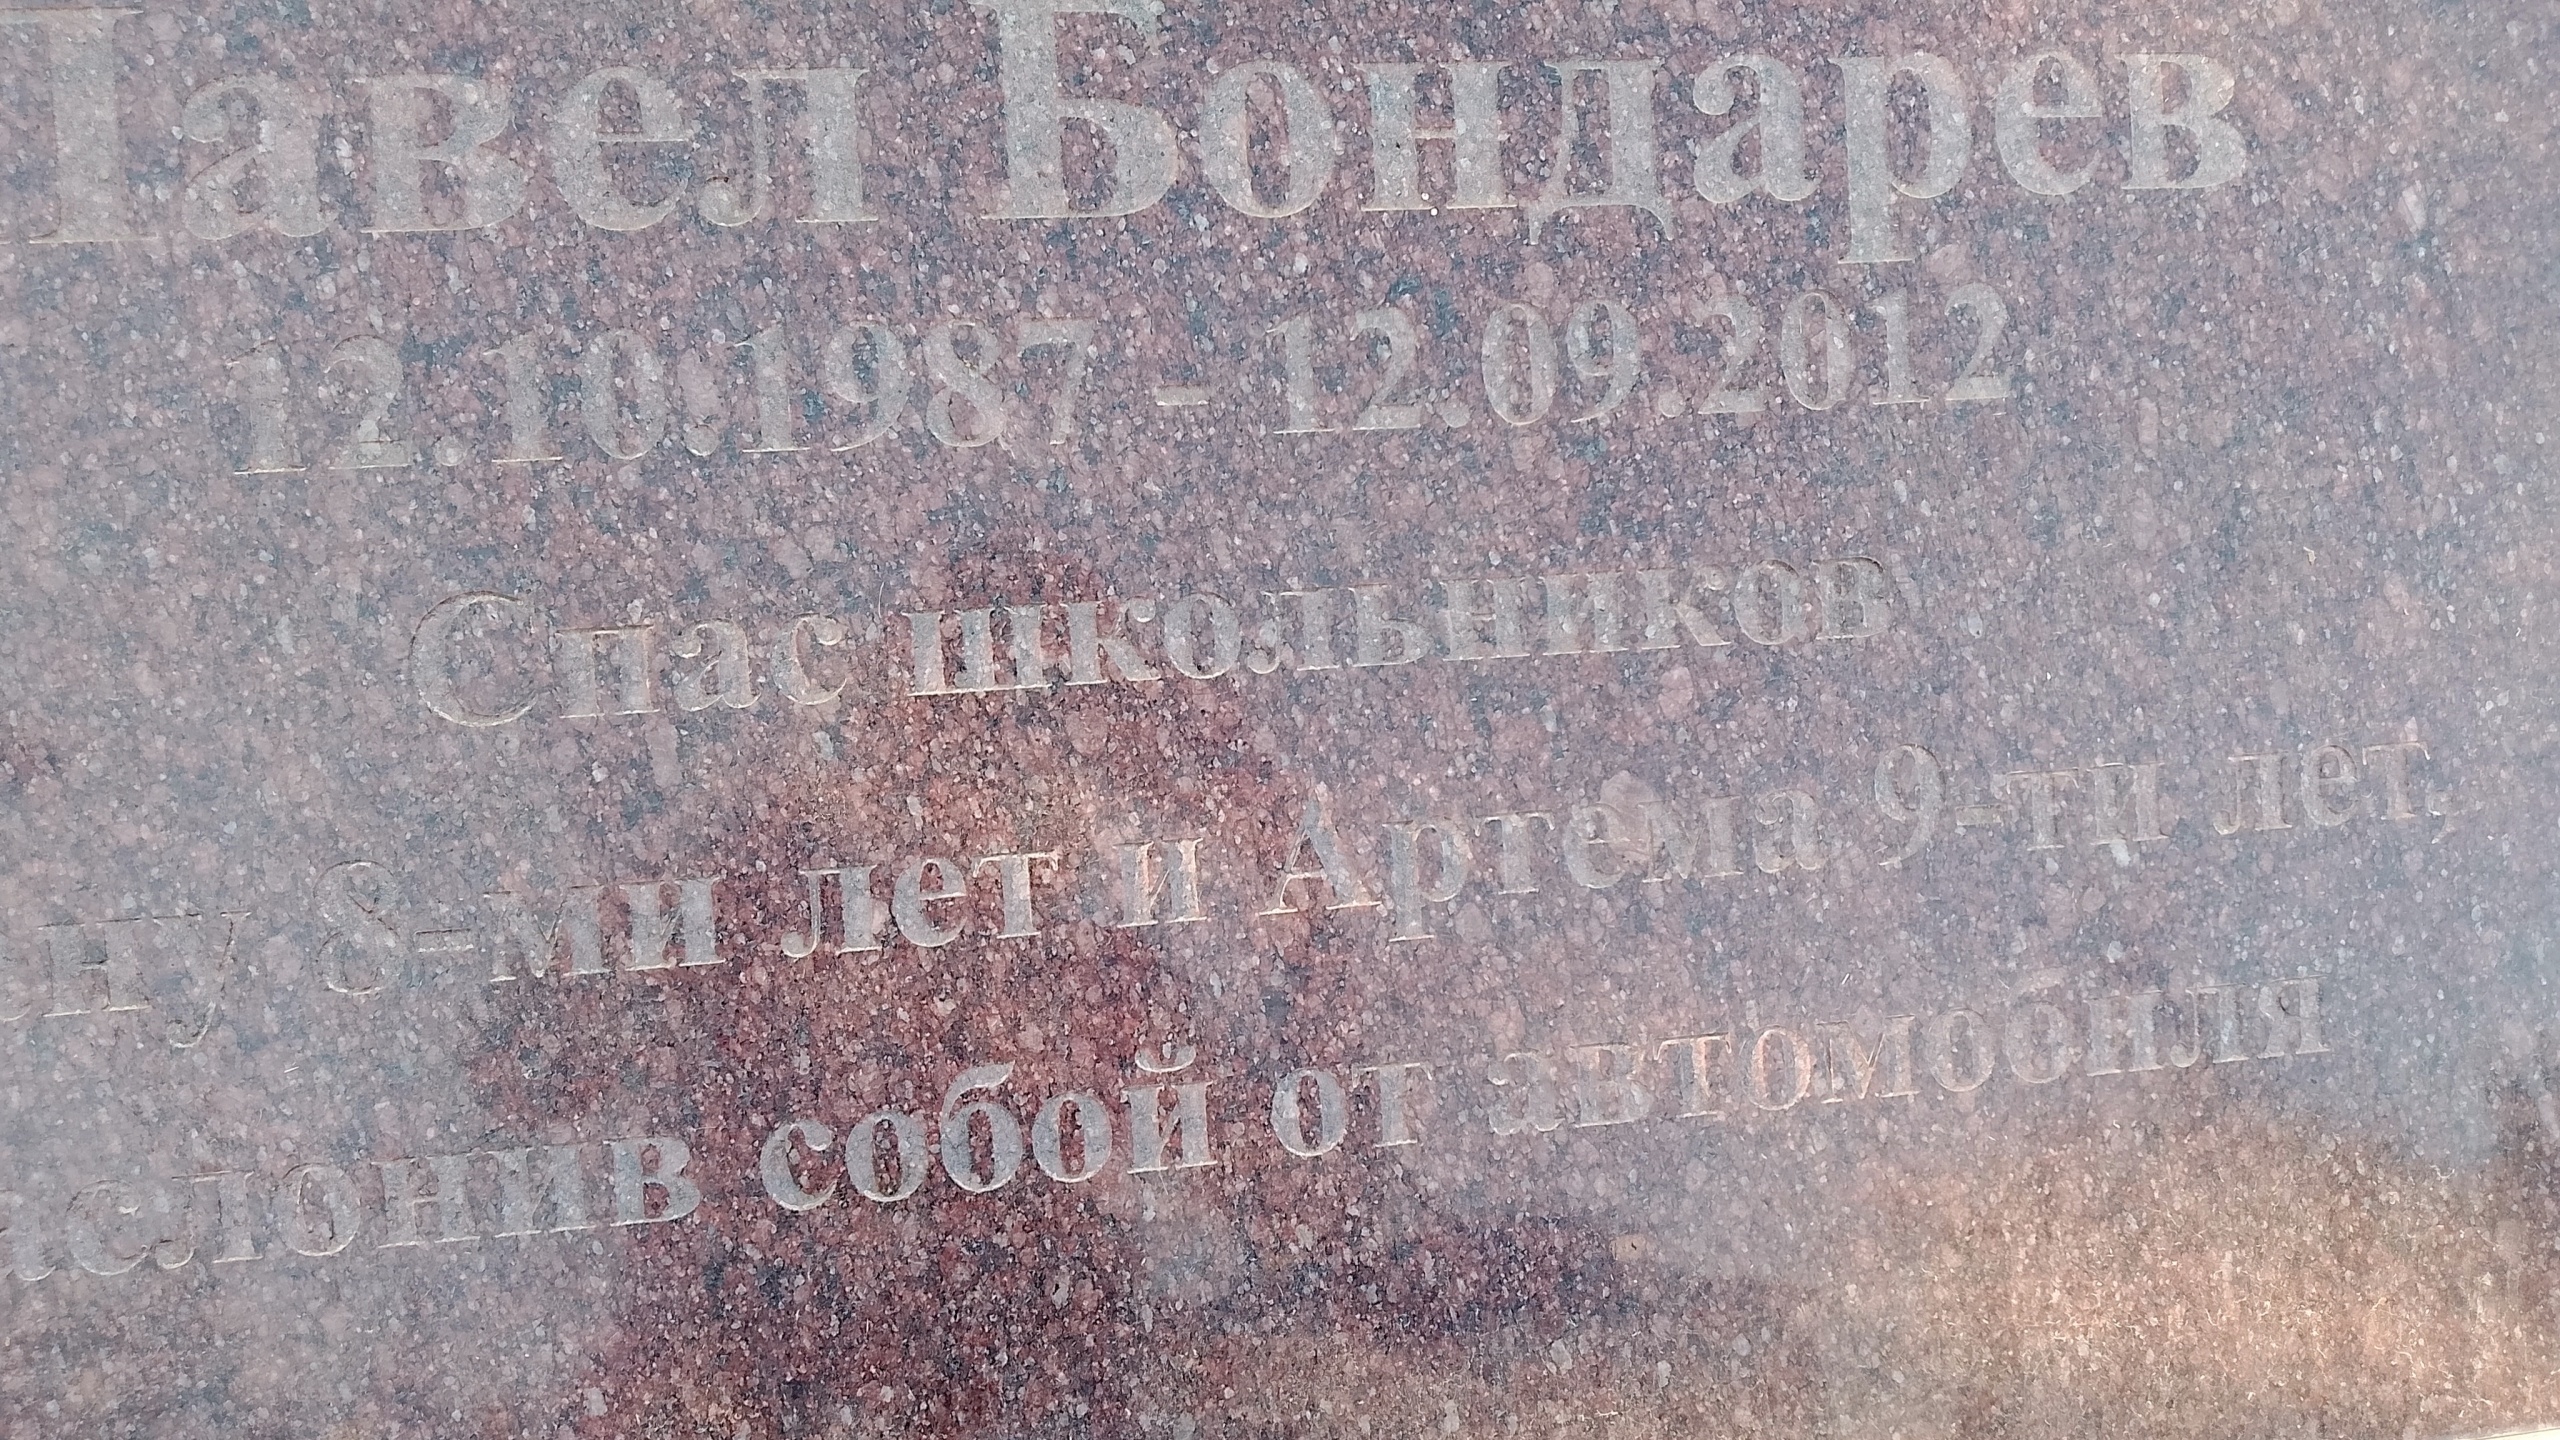 Павел Бондарев
12.10.1987 – 12.09.2012
Спас школьников
8-ми лет и Артема 9-ти лет,
собой от автомобиля